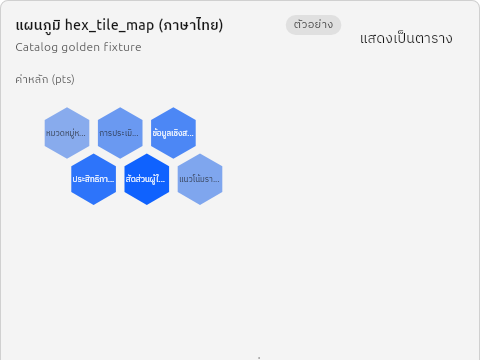 แผนภูมิ hex_tile_map (ภาษาไทย)
ตัวอย่าง
แสดงเป็นตาราง
Catalog golden fixture
ค่าหลัก (pts)
หมวดหมู่ห...
การประเมิ...
ข้อมูลเชิงส...
ประสิทธิภา...
สัดส่วนผู้ใ...
แนวโน้มรา...